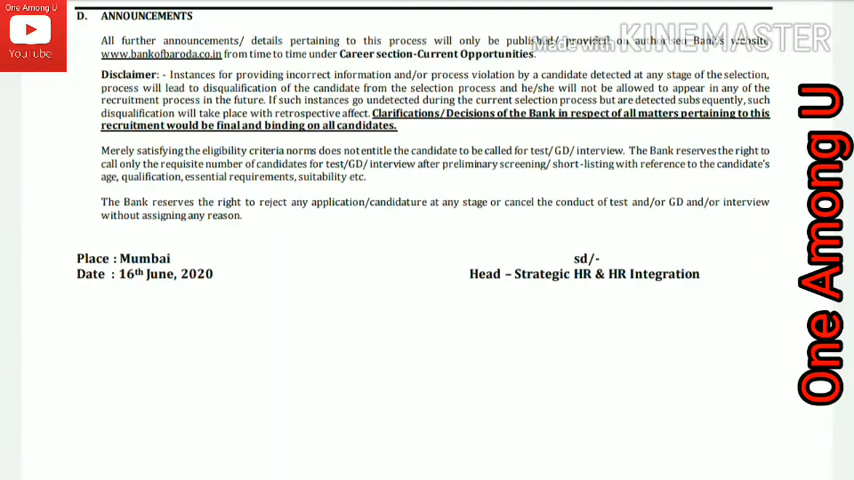 One Among U
YouTube
D. ANNOUNCEMENTS
All further announcements/ details pertaining to this process will only be published/ provided on authorised Bank's website
www.bankofbaroda.co.in from time to time under Career section-Current Opportunities.
Made with KINEMASTER
Disclaimer: - Instances for providing incorrect information and/or process violation by a candidate detected at any stage of the selection,
process will lead to disqualification of the candidate from the selection process and he/she will not be allowed to appear in any of the
recruitment process in the future. If such instances go undetected during the current selection process but are detected subsequently, such
disqualification will take place with retrospective affect. Clarifications/Decisions of the Bank in respect of all matters pertaining to this
recruitment would be final and binding on all candidates.
Merely satisfying the eligibility criteria norms does not entitle the candidate to be called for test/ GD/ interview. The Bank reserves the right to
call only the requisite number of candidates for test/GD/ interview after preliminary screening/ short-listing with reference to the candidate's
age, qualification, essential requirements, suitability etc.
The Bank reserves the right to reject any application/candidature at any stage or cancel the conduct of test and/or GD and/or interview
without assigning any reason.
Place : Mumbai
Date : 16th June, 2020
sd/-
Head – Strategic HR & HR Integration
One Among U